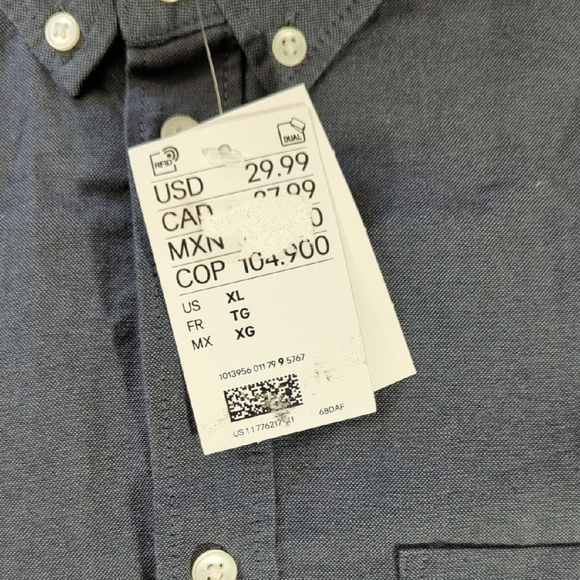 RFID
DUAL
USD 29.99
CAD
MXN
COP 104.900
US XL
FR TG
MX XG
1013956 011 79 9 5767
68DAF